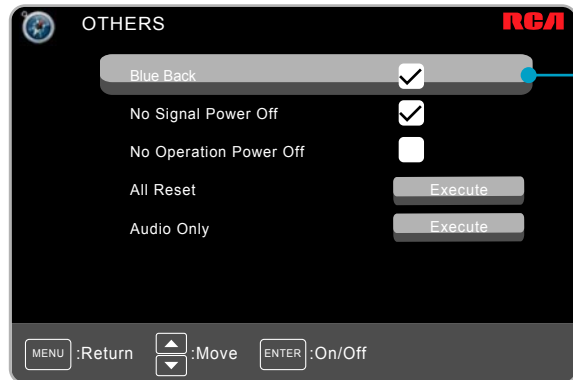 OTHERS RCA
Blue Back
No Signal Power Off
No Operation Power Off
All Reset Execute
Audio Only Execute
MENU :Return :Move ENTER :On/Off